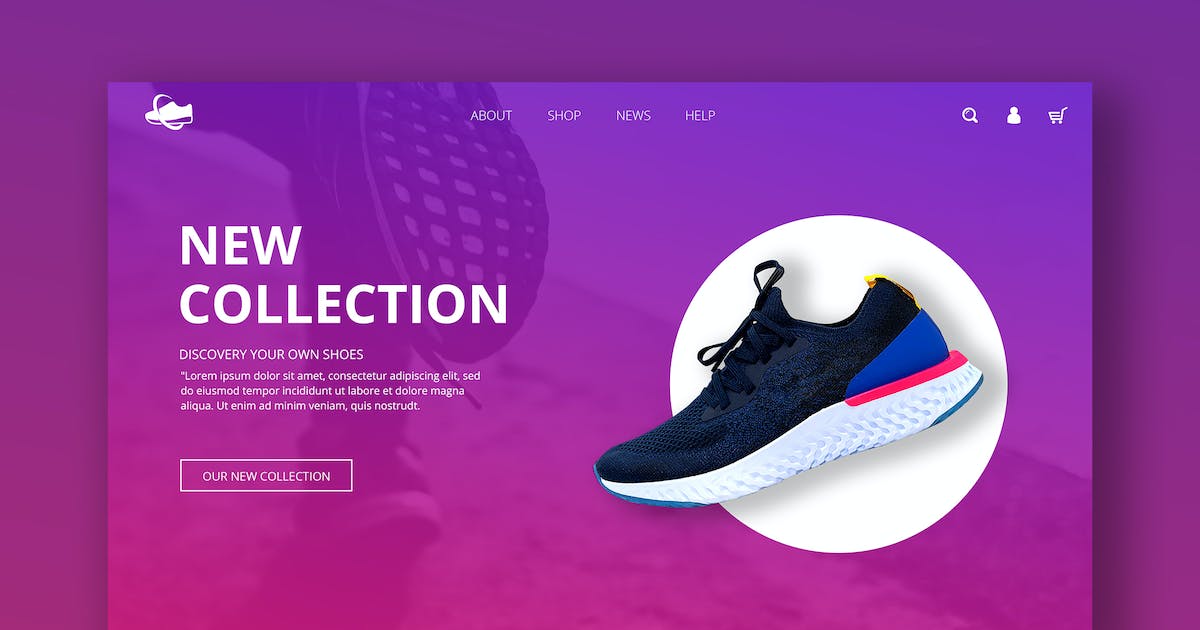 ABOUT SHOP NEWS HELP
NEW
COLLECTION
DISCOVERY YOUR OWN SHOES
"Lorem ipsum dolor sit amet, consectetur adipiscing elit, sed
do eiusmod tempor incididunt ut labore et dolore magna
aliqua. Ut enim ad minim veniam, quis nostrudt.
OUR NEW COLLECTION